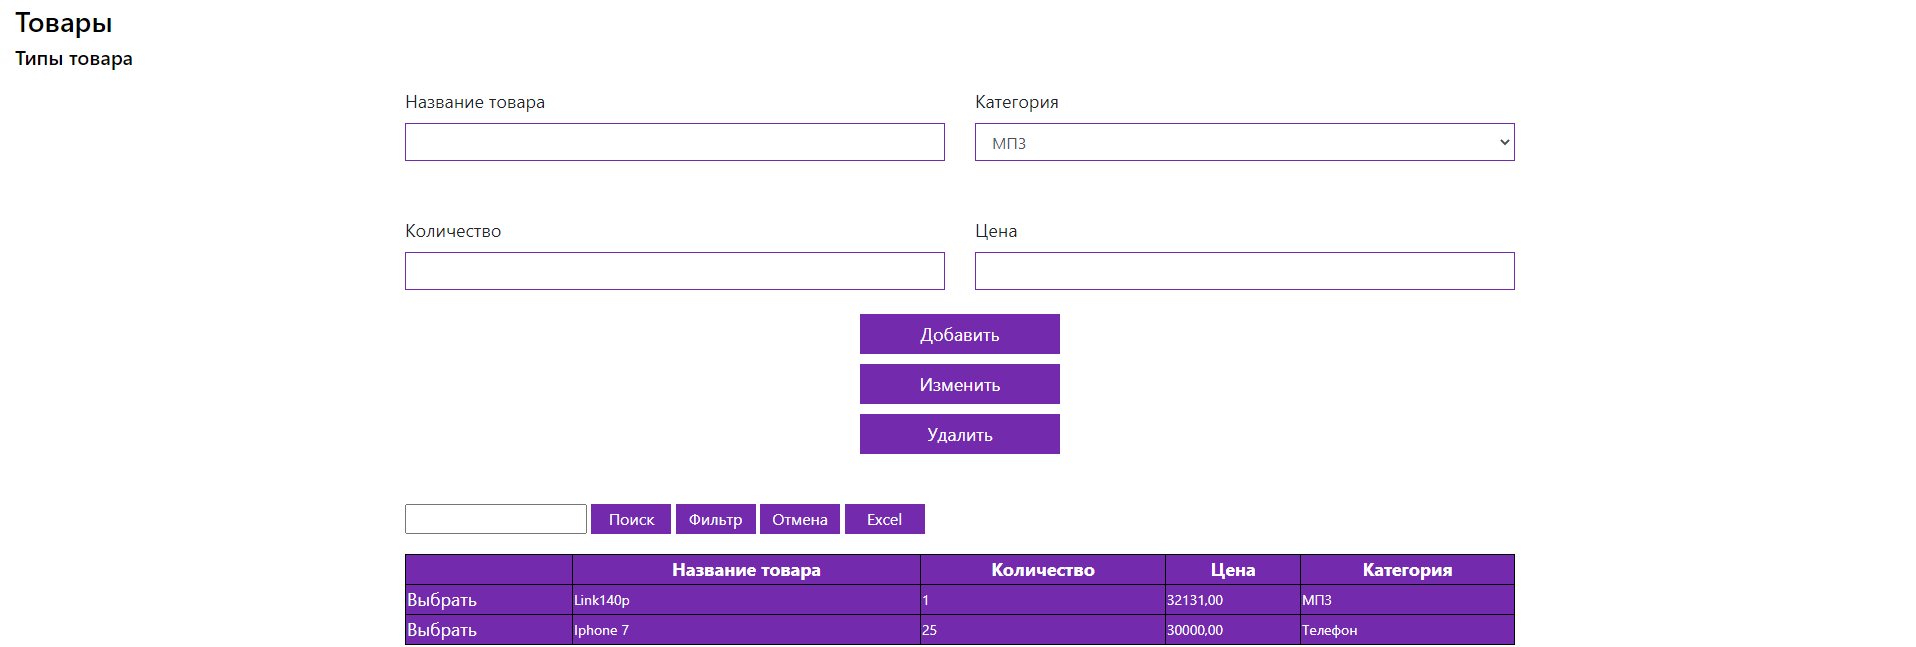 Товары
Типы товара
Название товара Категория
МП3
Количество Цена
Добавить
Изменить
Удалить
Поиск Фильтр Отмена Excel
Название товара Количество Цена Категория
Выбрать Link140p 1 32131,00 МП3
Выбрать Iphone 7 25 30000,00 Телефон